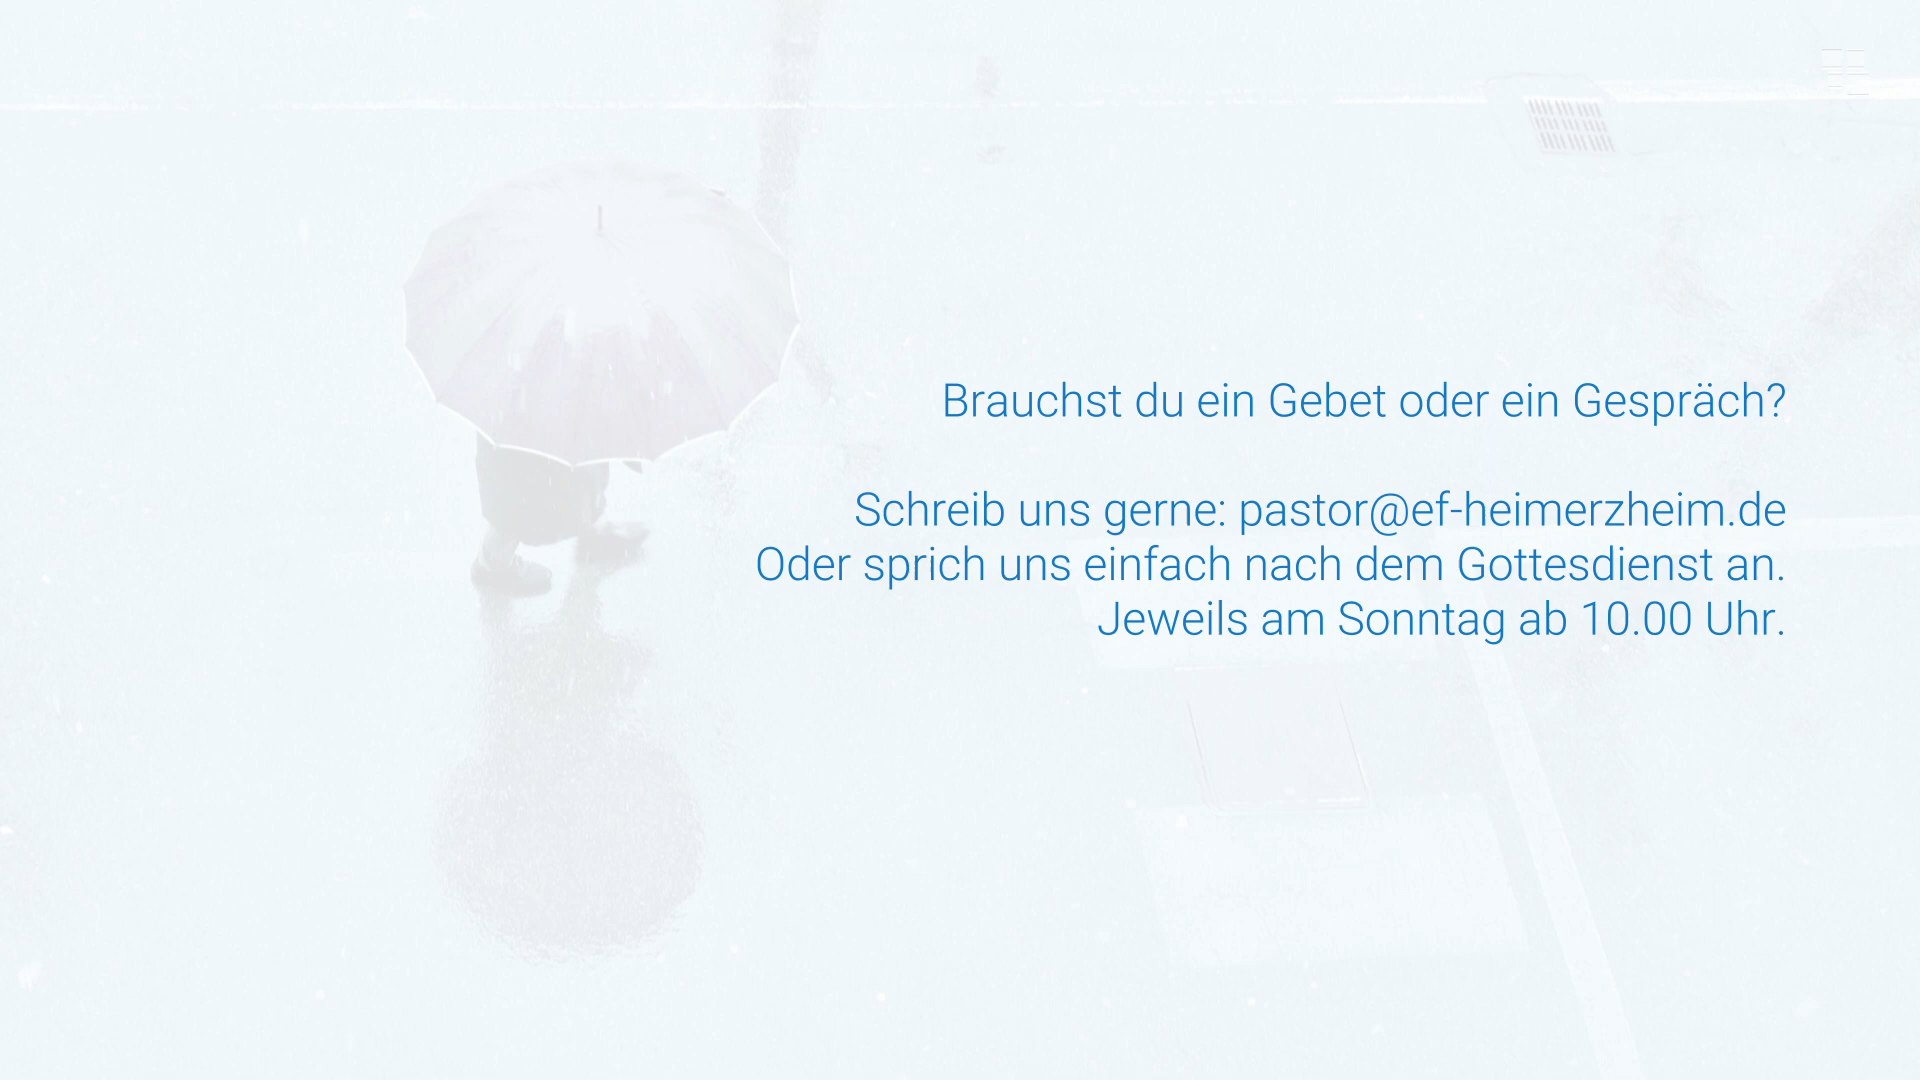 Brauchst du ein Gebet oder ein Gespräch?
Schreib uns gerne: pastor@ef-heimerzheim.de
Oder sprich uns einfach nach dem Gottesdienst an.
Jeweils am Sonntag ab 10.00 Uhr.